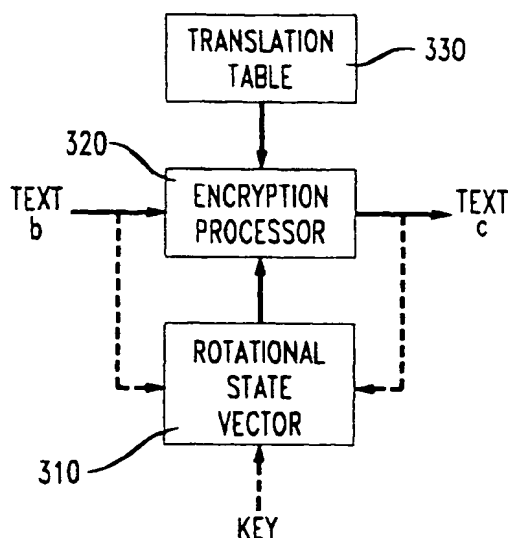 TRANSLATION
TABLE
330
320
TEXT
b
ENCRYPTION
PROCESSOR
TEXT
c
ROTATIONAL
STATE
VECTOR
310
KEY